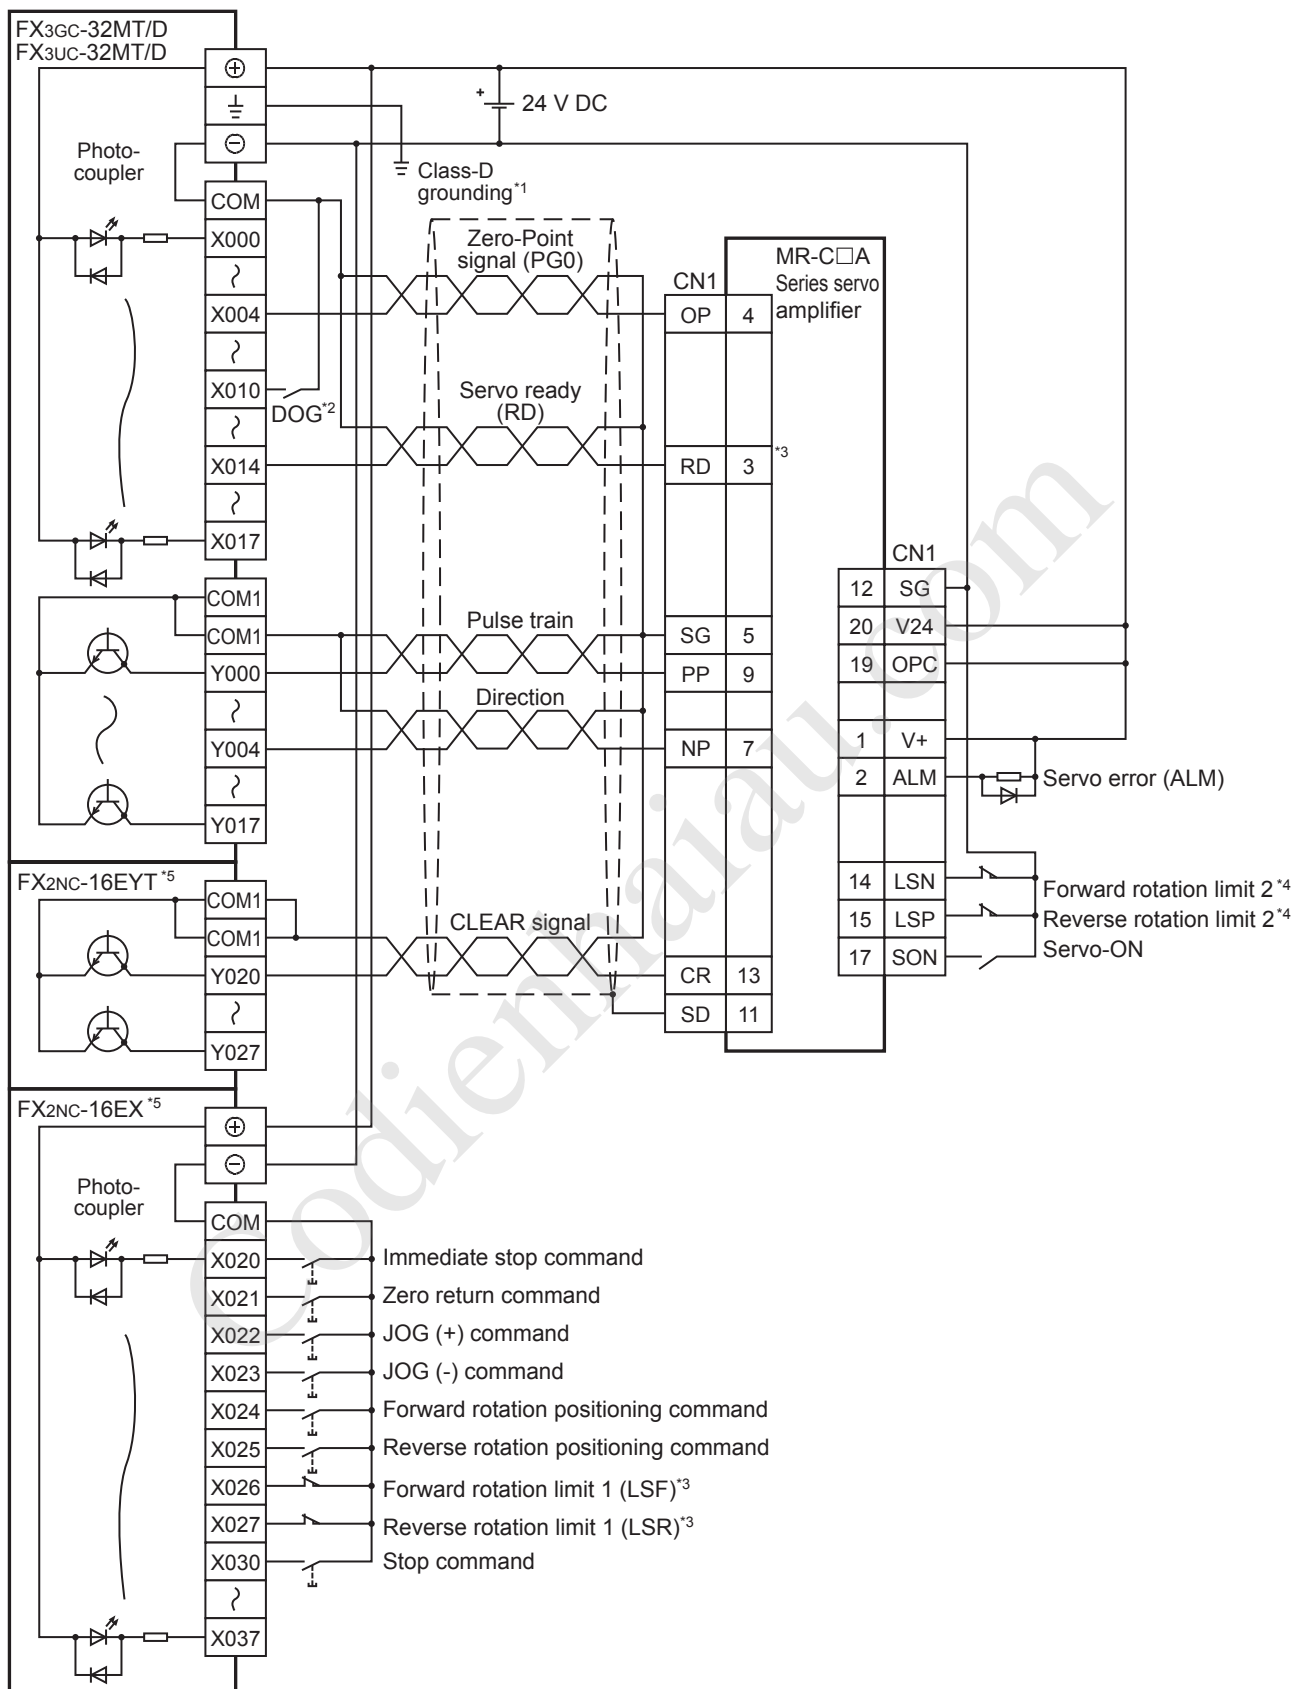 FX3GC-32MT/D
FX3UC-32MT/D
+
24 V DC
Photo-
coupler
Class-D
grounding*1
COM
X000
X004
X010
X014
X017
DOG*2
Zero-Point
signal (PG0)
Servo ready
(RD)
CN1
OP 4
RD 3 *3
SG 5
PP 9
NP 7
CR 13
SD 11
MR-C□A
Series servo
amplifier
COM1
COM1
Y000
Y004
Y017
Pulse train
Direction
CN1
12 SG
20 V24
19 OPC
1 V+
2 ALM
14 LSN
15 LSP
17 SON
Servo error (ALM)
Forward rotation limit 2*4
Reverse rotation limit 2*4
Servo-ON
FX2NC-16EYT*5
COM1
COM1
Y020
Y027
CLEAR signal
FX2NC-16EX*5
Photo-
coupler
COM
X020 Immediate stop command
X021 Zero return command
X022 JOG (+) command
X023 JOG (-) command
X024 Forward rotation positioning command
X025 Reverse rotation positioning command
X026 Forward rotation limit 1 (LSF)*3
X027 Reverse rotation limit 1 (LSR)*3
X030 Stop command
X037
Codienhaiau.com